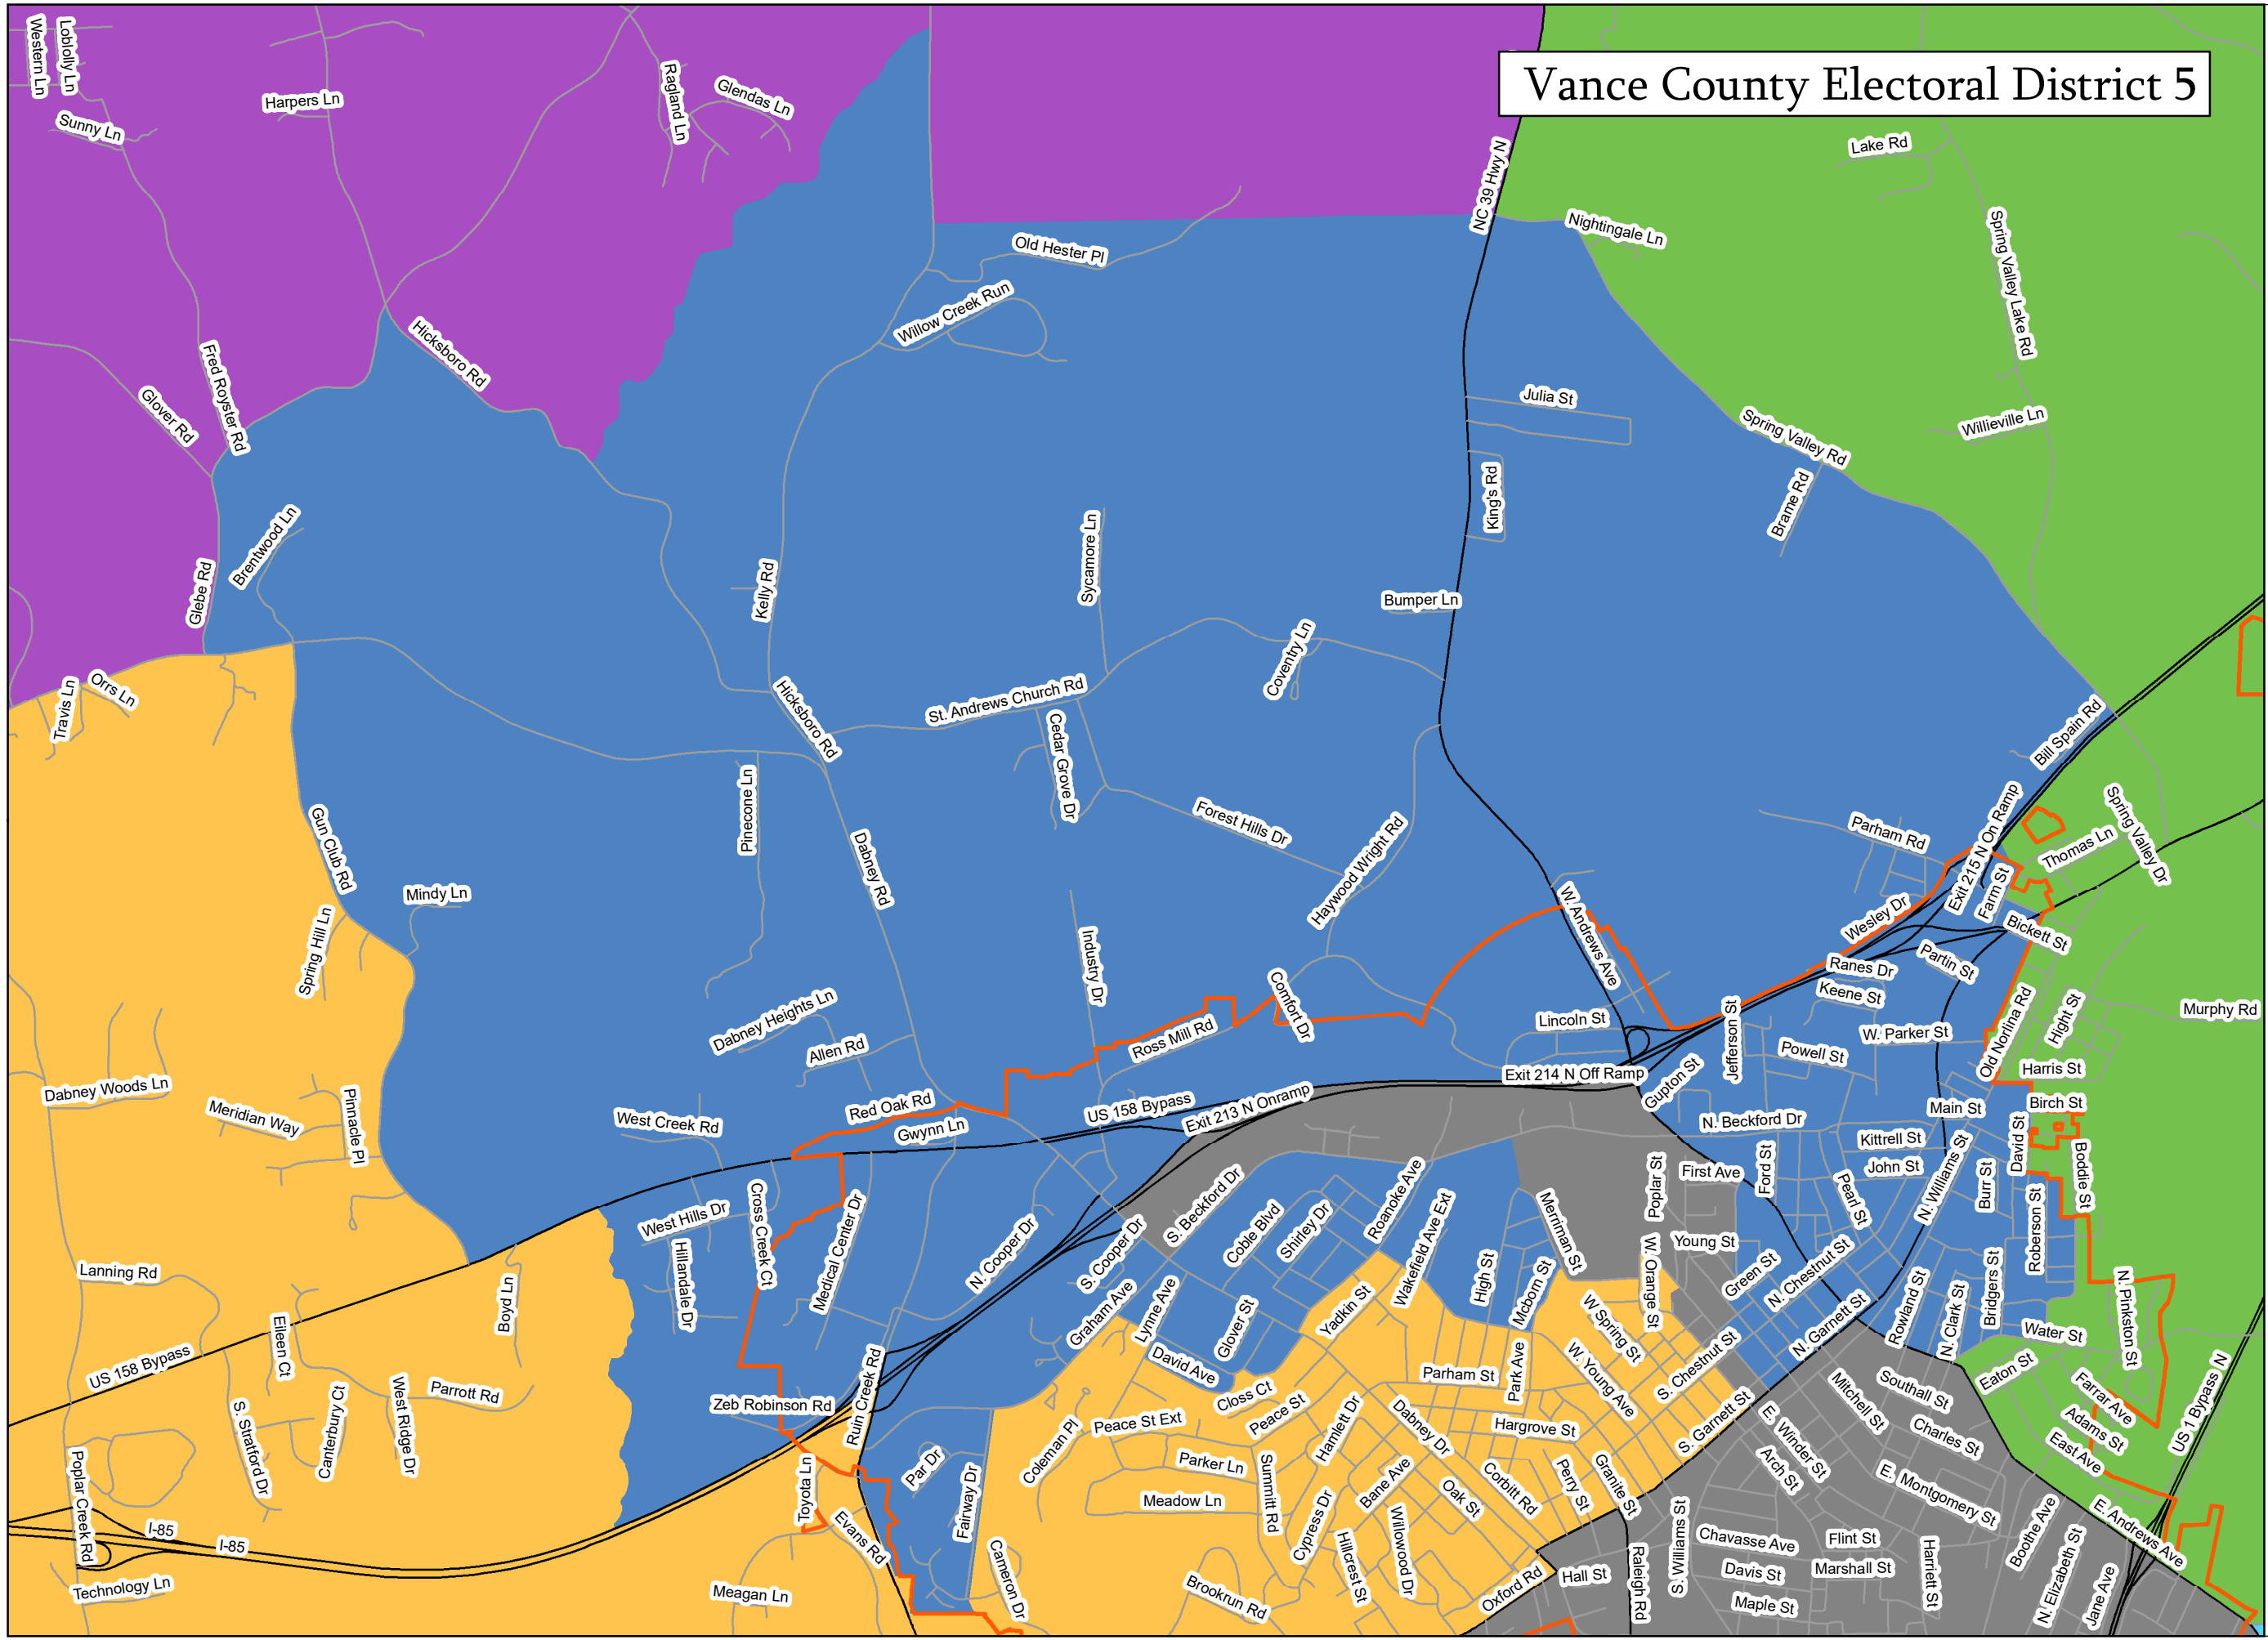 Vance County Electoral District 5
Western Ln
Loblolly Ln
Sunny Ln
Harpers Ln
Ragland Ln
Glendas Ln
NC 39 Hwy N
Lake Rd
Nightingale Ln
Spring Valley Lake Rd
Old Hester Pl
Willow Creek Run
Hicksboro Rd
Fred Royster Rd
Glover Rd
Julia St
Spring Valley Rd
Willieville Ln
King's Rd
Brame Rd
Brentwood Ln
Glebe Rd
Kelly Rd
Sycamore Ln
Bumper Ln
Coventry Ln
Travis Ln
Orrs Ln
Hicksboro Rd
St. Andrews Church Rd
Cedar Grove Dr
Bill Spain Rd
Pinecone Ln
Gun Club Rd
Mindy Ln
Dabney Rd
Forest Hills Dr
Haywood Wright Rd
Parham Rd
Exit 215 N On Ramp
Thomas Ln
Spring Valley Dr
Farm St
Spring Hill Ln
Industry Dr
W. Andrews Ave
Wesley Dr
Bickett St
Partin St
Ranes Dr
Keene St
Comfort Dr
Dabney Heights Ln
Allen Rd
Ross Mill Rd
Lincoln St
Jefferson St
W. Parker St
Powell St
Old Norlina Rd
Hight St
Murphy Rd
Harris St
Dabney Woods Ln
Meridian Way
Pinnacle Pl
West Creek Rd
Red Oak Rd
Gwynn Ln
US 158 Bypass
Exit 213 N Onramp
Exit 214 N Off Ramp
Gupton St
N. Beckford Dr
Main St
Birch St
Kittrell St
John St
David St
Boddie St
First Ave
Ford St
Poplar St
Pearl St
N. Williams St
Burr St
Roberson St
West Hills Dr
Cross Creek Ct
Hillandale Dr
Medical Center Dr
N. Cooper Dr
S. Cooper Dr
S. Beckford Dr
Coble Blvd
Shirley Dr
Roanoke Ave
Wakefield Ave Ext
Merriman St
High St
Mcborn St
W. Orange St
Young St
Green St
N. Chestnut St
Lanning Rd
Boyd Ln
Eileen Ct
US 158 Bypass
Graham Ave
Lynne Ave
Glover St
Yadkin St
W Spring St
N. Garnett St
Rowland St
N. Clark St
Bridgers St
N. Pinkston St
Water St
David Ave
Parham St
Park Ave
W. Young Ave
S. Chestnut St
Eaton St
Farrar Ave
US 1 Bypass N
Parrott Rd
West Ridge Dr
Canterbury Ct
S. Stratford Dr
Zeb Robinson Rd
Ruin Creek Rd
Closs Ct
Peace St
Peace St Ext
Coleman Pl
Hamlett Dr
Dabney Dr
Hargrove St
S. Garnett St
Mitchell St
Southall St
Charles St
E. Winder St
Arch St
Adams St
East Ave
Poplar Creek Rd
Toyota Ln
Par Dr
Fairway Dr
Parker Ln
Summitt Rd
Meadow Ln
Bane Ave
Oak St
Corbitt Rd
Perry St
Granite St
E. Montgomery St
I-85
I-85
Evans Rd
Cameron Dr
Cypress Dr
Hillcrest St
Willowood Dr
Raleigh Rd
S. Williams St
Chavasse Ave
Flint St
Davis St
Marshall St
Harriett St
Boothe Ave
N. Elizabeth St
E. Andrews Ave
Technology Ln
Meagan Ln
Brookrun Rd
Oxford Rd
Hall St
Maple St
Jane Ave